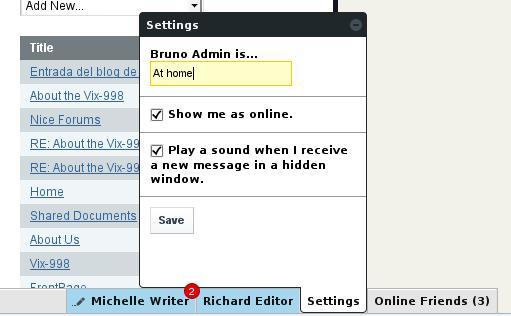 Add New...
Settings
Title
Bruno Admin is...
At home
Entrada del blog de
About the Vix-998
Show me as online.
Nice Forums
RE: About the Vix-99
Play a sound when I receive
RE: About the Vix-99
a new message in a hidden
window.
Home
Shared Documents
Save
About Us
Vix-998
FrontPage
2
Michelle Writer
Richard Editor
Settings
Online Friends (3)